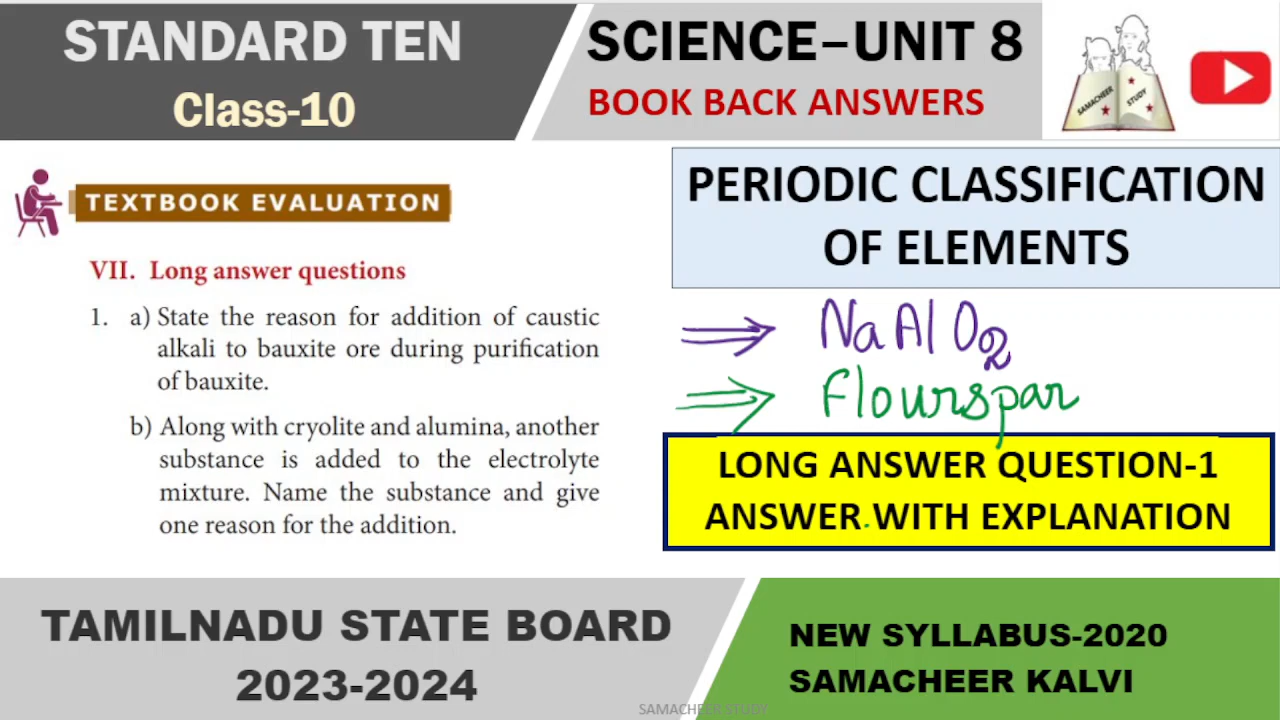 STANDARD TEN
Class-10
SCIENCE–UNIT 8
BOOK BACK ANSWERS
SAMACHEER STUDY
TEXTBOOK EVALUATION
VII. Long answer questions
1. a) State the reason for addition of caustic
alkali to bauxite ore during purification
of bauxite.
b) Along with cryolite and alumina, another
substance is added to the electrolyte
mixture. Name the substance and give
one reason for the addition.
PERIODIC CLASSIFICATION
OF ELEMENTS
⇒ NaAlO2
⇒ Flourspar
LONG ANSWER QUESTION-1
ANSWER WITH EXPLANATION
TAMILNADU STATE BOARD
2023-2024
NEW SYLLABUS-2020
SAMACHEER KALVI
SAMACHEER STUDY